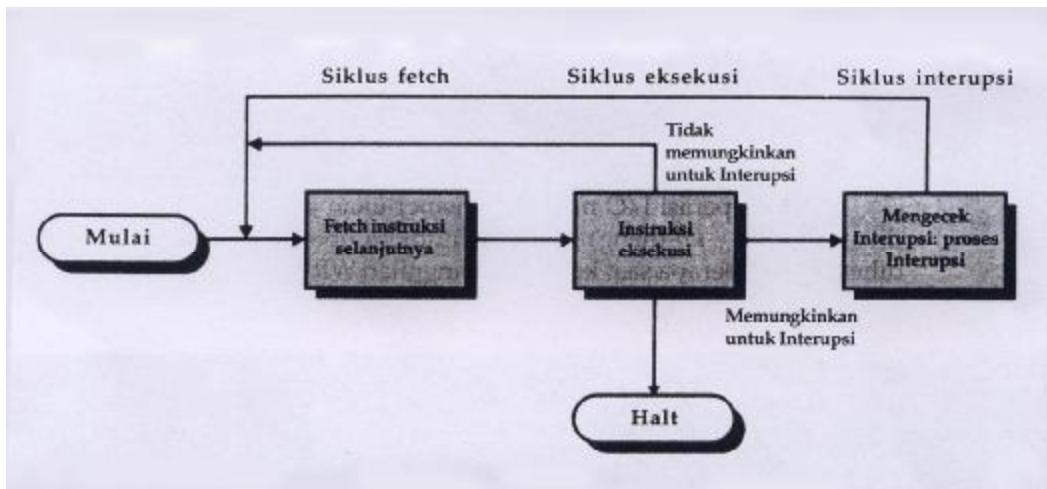 Siklus fetch
Siklus eksekusi
Siklus interupsi
Tidak
memungkinkan
untuk Interupsi
Mulai
Fetch instruksi
selanjutnya
Instruksi
eksekusi
Mengecek
Interupsi: proses
Interupsi
Memungkinkan
untuk Interupsi
Halt